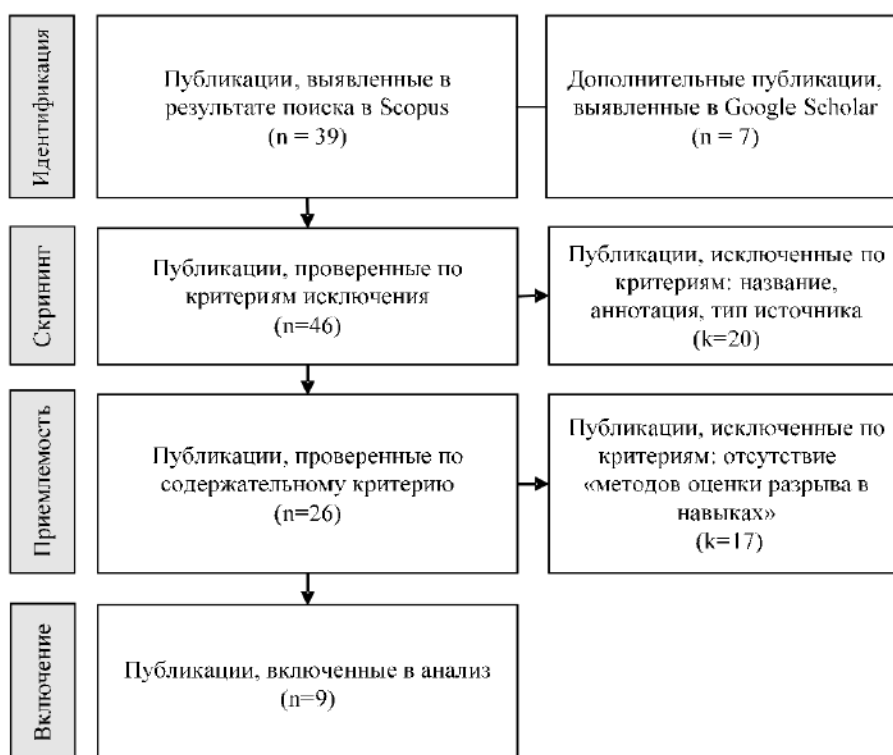 Идентификация
Публикации, выявленные в
результате поиска в Scopus
(n = 39)
Дополнительные публикации,
выявленные в Google Scholar
(n = 7)
Скрининг
Публикации, проверенные по
критериям исключения
(n=46)
Публикации, исключенные по
критериям: название,
аннотация, тип источника
(k=20)
Приемлемость
Публикации, проверенные по
содержательному критерию
(n=26)
Публикации, исключенные по
критериям: отсутствие
«методов оценки разрыва в
навыках»
(k=17)
Включение
Публикации, включенные в анализ
(n=9)